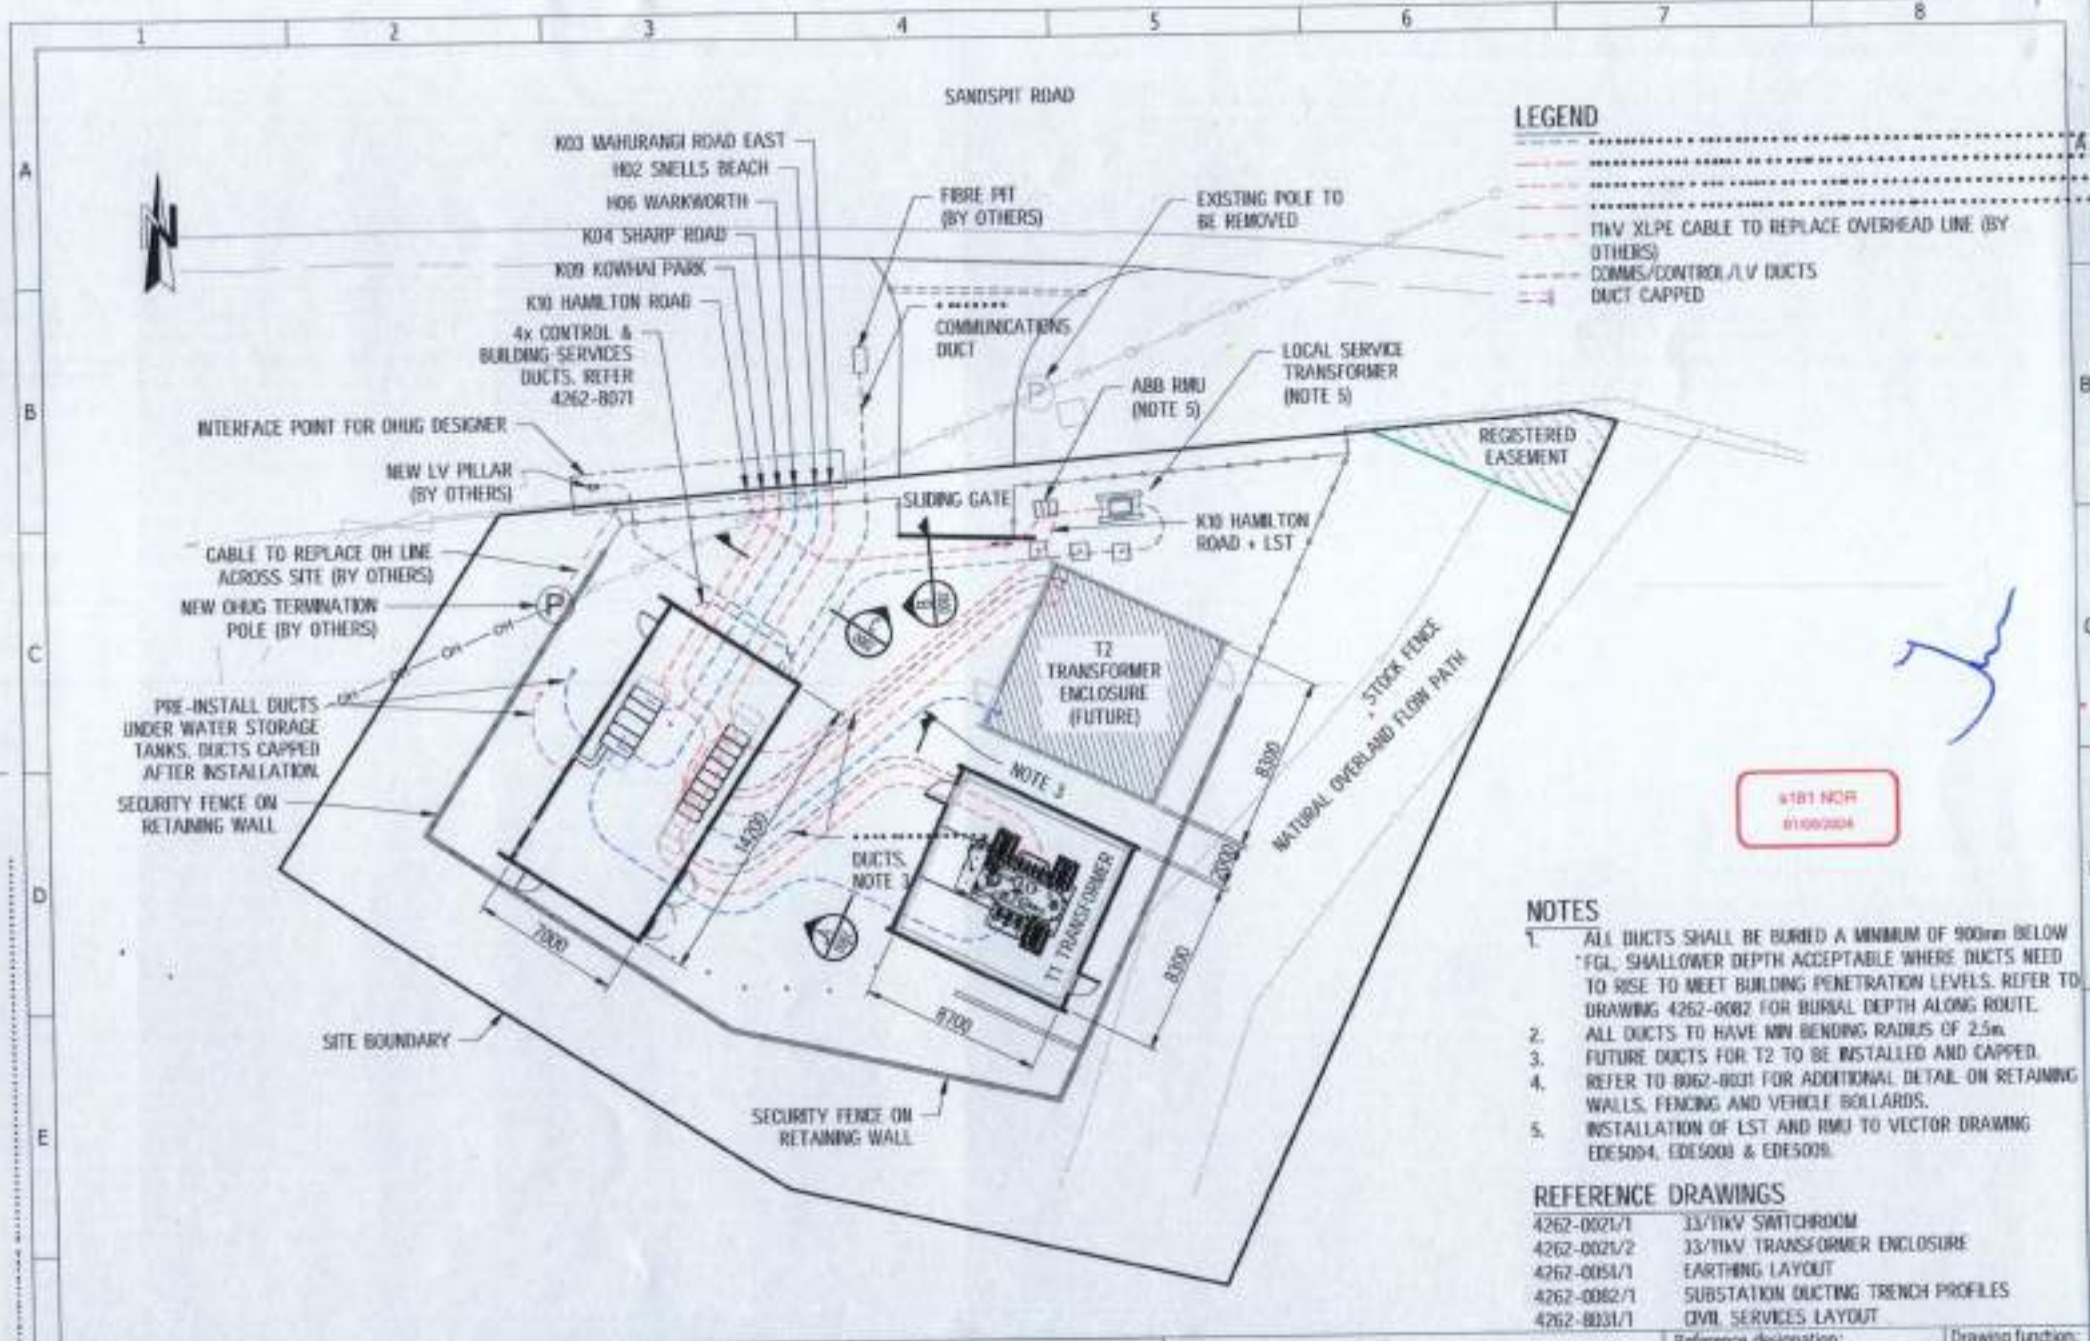 1 2 3 4 5 6 7 8
A
B
C
D
E
A
B
SANDSPIT ROAD
N
K03 MAHURANGI ROAD EAST
H02 SNELLS BEACH
H06 WARKWORTH
K04 SHARP ROAD
K09 KOWHAI PARK
K10 HAMILTON ROAD
4x CONTROL &
BUILDING SERVICES
DUCTS, REFER
4262-8071
INTERFACE POINT FOR OHUG DESIGNER
NEW LV PILLAR
(BY OTHERS)
CABLE TO REPLACE OH LINE
ACROSS SITE (BY OTHERS)
NEW OHUG TERMINATION
POLE (BY OTHERS)
PRE-INSTALL DUCTS
UNDER WATER STORAGE
TANKS. DUCTS CAPPED
AFTER INSTALLATION.
SECURITY FENCE ON
RETAINING WALL
SITE BOUNDARY
FIBRE PIT
(BY OTHERS)
COMMUNICATIONS
DUCT
EXISTING POLE TO
BE REMOVED
P
ABB RMU
(NOTE 5)
LOCAL SERVICE
TRANSFORMER
(NOTE 5)
SLIDING GATE
K10 HAMILTON
ROAD + LST
P
OH
OH
OH
REGISTERED
EASEMENT
T2
TRANSFORMER
ENCLOSURE
(FUTURE)
STOCK FENCE
NATURAL OVERLAND FLOW PATH
NOTE 3
DUCTS,
NOTE 3
T1 TRANSFORMER
14200
7000
8300
8300
8700
SECURITY FENCE ON
RETAINING WALL
LEGEND
11kV XLPE CABLE TO REPLACE OVERHEAD LINE (BY
OTHERS)
COMMS/CONTROL/LV DUCTS
DUCT CAPPED
s181 NOR
NOTES
1. ALL DUCTS SHALL BE BURIED A MINIMUM OF 900mm BELOW
FGL. SHALLOWER DEPTH ACCEPTABLE WHERE DUCTS NEED
TO RISE TO MEET BUILDING PENETRATION LEVELS. REFER TO
DRAWING 4262-0082 FOR BURIAL DEPTH ALONG ROUTE.
2. ALL DUCTS TO HAVE MIN BENDING RADIUS OF 2.5m.
3. FUTURE DUCTS FOR T2 TO BE INSTALLED AND CAPPED.
4. REFER TO 8062-8031 FOR ADDITIONAL DETAIL ON RETAINING
WALLS, FENCING AND VEHICLE BOLLARDS.
5. INSTALLATION OF LST AND RMU TO VECTOR DRAWING
EDE5004, EDE5008 & EDE5009.
REFERENCE DRAWINGS
4262-0021/1 33/11kV SWITCHROOM
4262-0021/2 33/11kV TRANSFORMER ENCLOSURE
4262-0051/1 EARTHING LAYOUT
4262-0082/1 SUBSTATION DUCTING TRENCH PROFILES
4262-8031/1 CIVIL SERVICES LAYOUT
Reference designation: Drawing function: